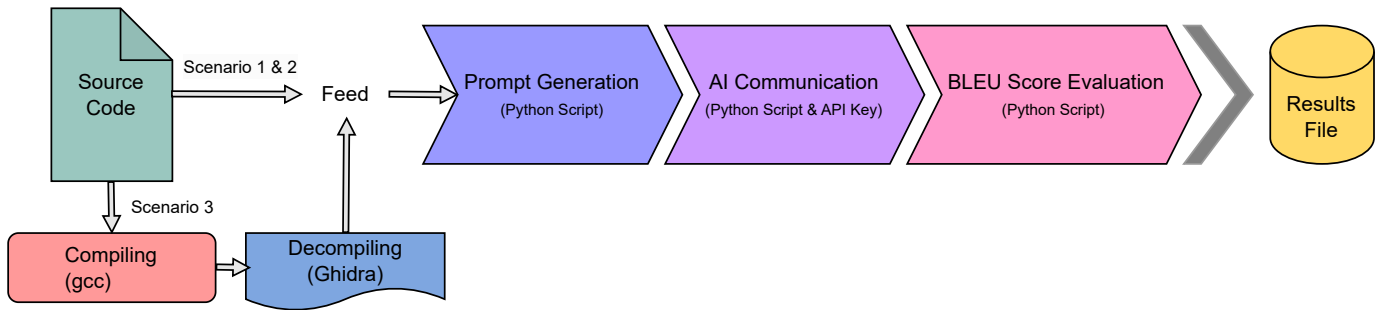 Source
Code
Scenario 1 & 2
Feed
Prompt Generation
(Python Script)
AI Communication
(Python Script & API Key)
BLEU Score Evaluation
(Python Script)
Results
File
Scenario 3
Compiling
(gcc)
Decompiling
(Ghidra)